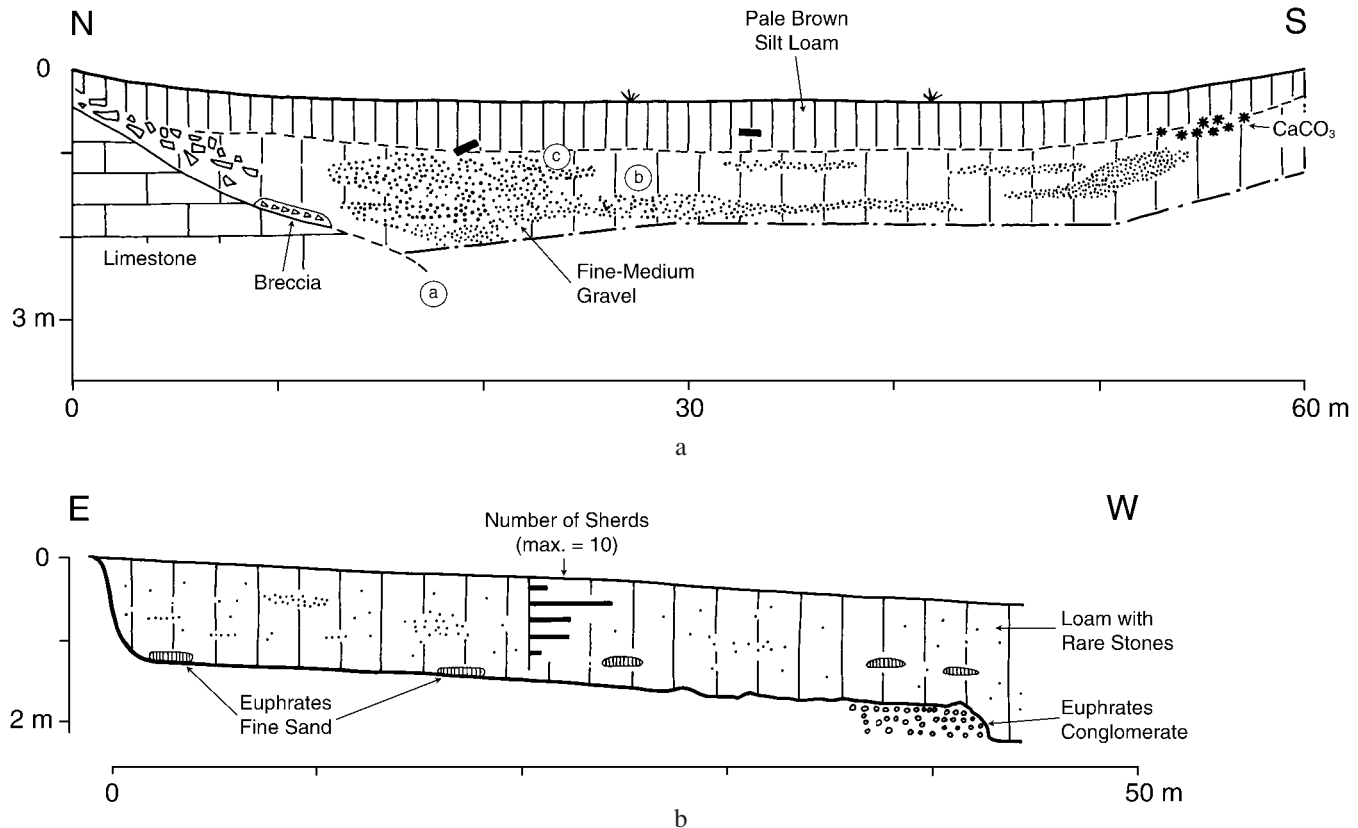 N
S
Pale Brown
Silt Loam
0
CaCO₃
c
b
Limestone
Breccia
Fine-Medium
Gravel
a
3 m
0
30
60 m
a
E
W
Number of Sherds
(max. = 10)
0
Loam with
Rare Stones
Euphrates
Fine Sand
2 m
Euphrates
Conglomerate
0
50 m
b